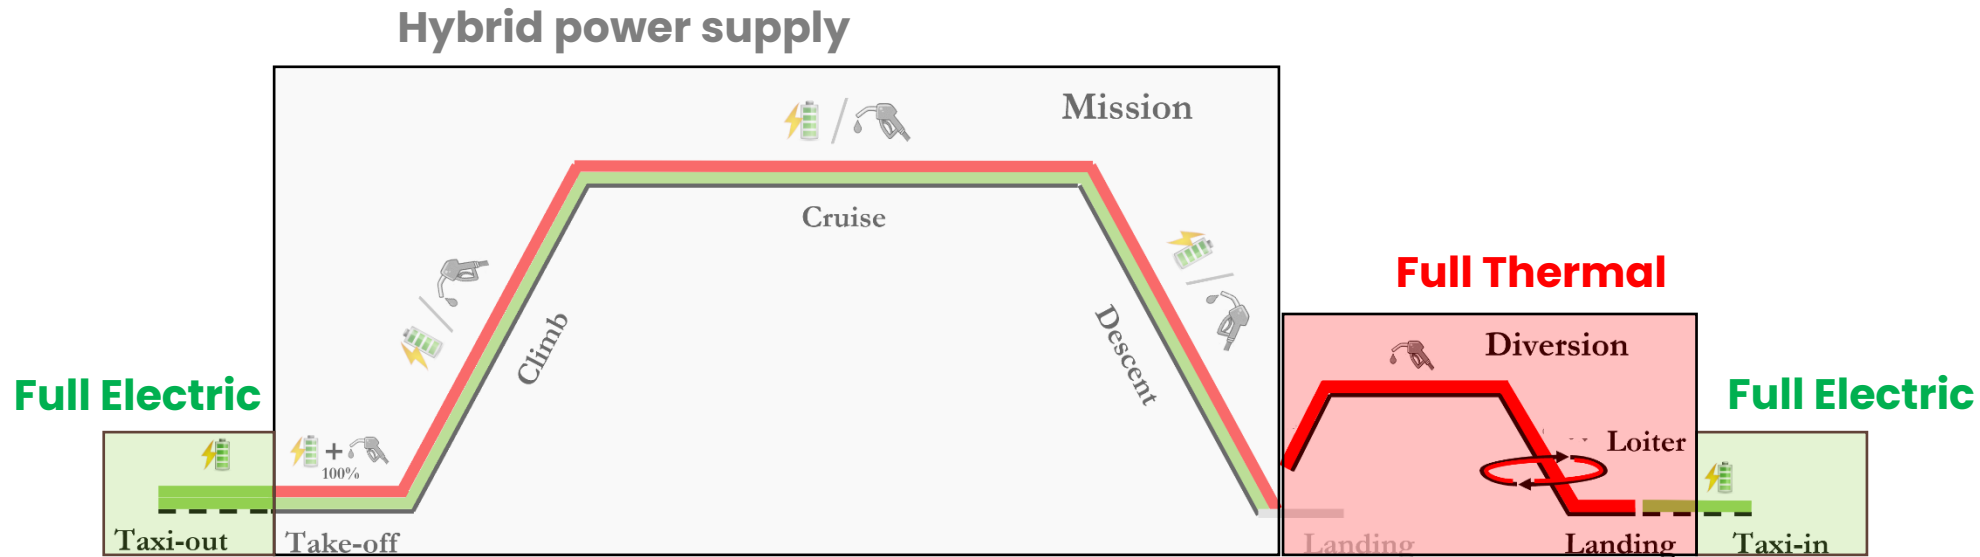 Hybrid power supply
Mission
Cruise
Climb
Descent
Full Thermal
Diversion
Loiter
Full Electric
Full Electric
+
100%
Taxi-out
Take-off
Landing
Landing
Taxi-in